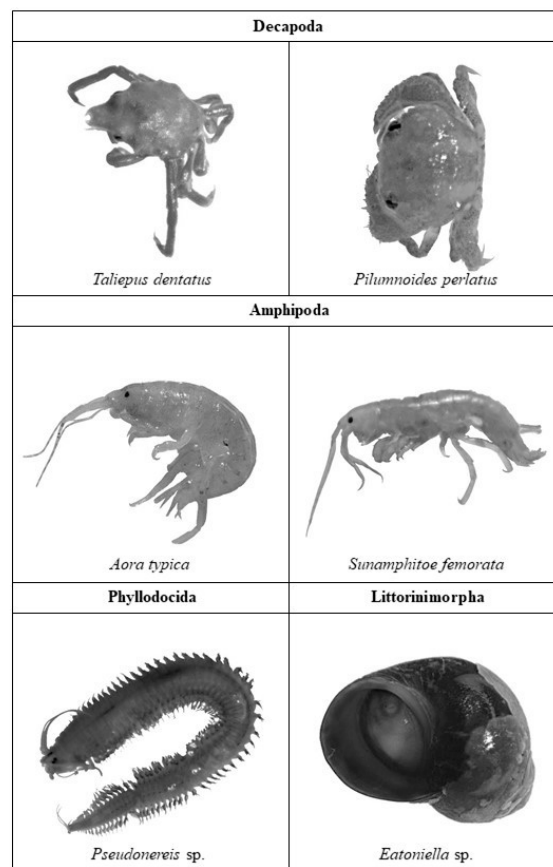 Decapoda
Taliepus dentatus
Pilumnoides perlatus
Amphipoda
Aora typica
Sunamphitoe femorata
Phyllodocida
Littorinimorpha
Pseudonereis sp.
Eatoniella sp.